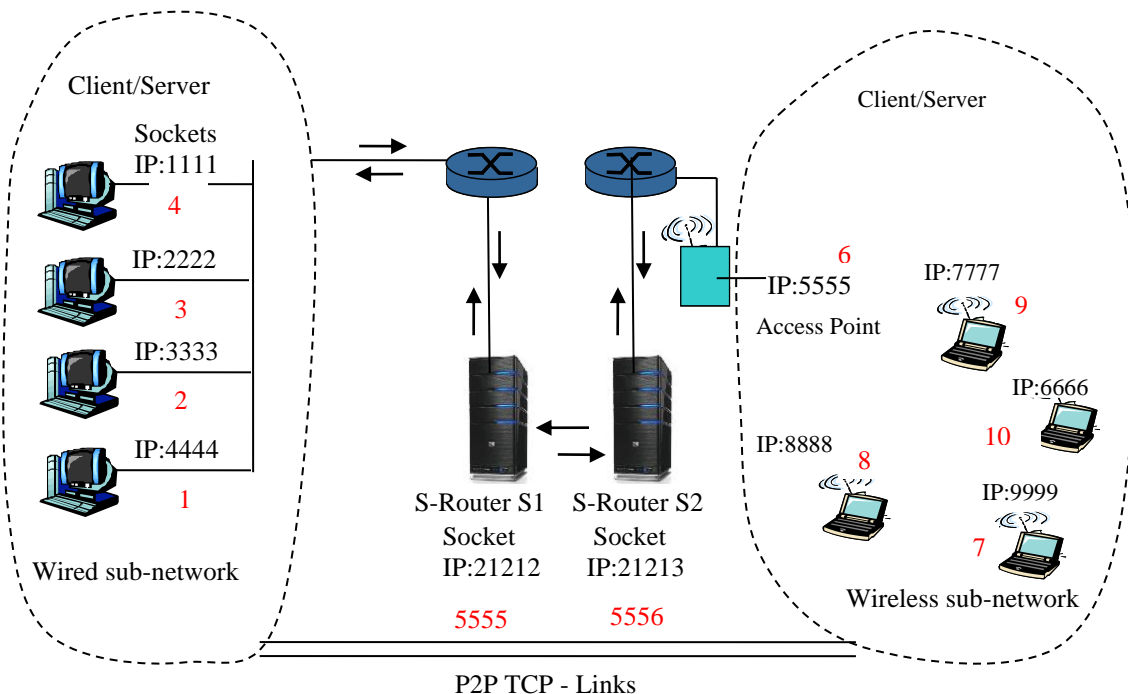 Client/Server
Sockets
IP:1111
4
IP:2222
3
IP:3333
2
IP:4444
1
Wired sub-network
S-Router S1
Socket
IP:21212
5555
S-Router S2
Socket
IP:21213
5556
Client/Server
6
IP:5555
Access Point
IP:7777
9
IP:6666
10
IP:8888
8
IP:9999
7
Wireless sub-network
P2P TCP - Links